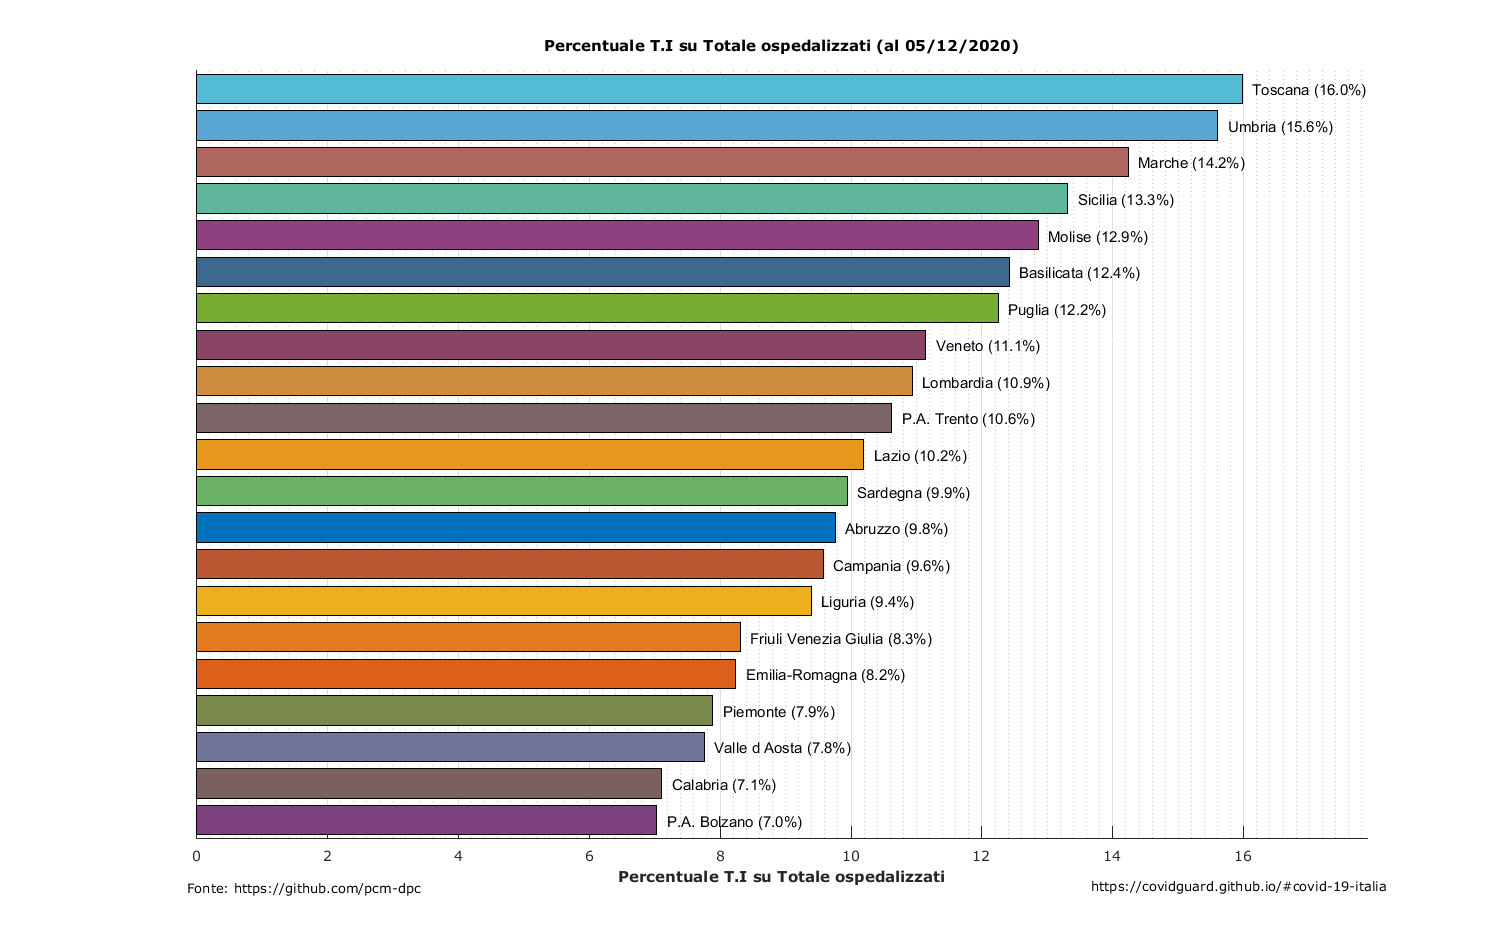 Percentuale T.I su Totale ospedalizzati (al 05/12/2020)
Toscana (16.0%)
Umbria (15.6%)
Marche (14.2%)
Sicilia (13.3%)
Molise (12.9%)
Basilicata (12.4%)
Puglia (12.2%)
Veneto (11.1%)
Lombardia (10.9%)
P.A. Trento (10.6%)
Lazio (10.2%)
Sardegna (9.9%)
Abruzzo (9.8%)
Campania (9.6%)
Liguria (9.4%)
Friuli Venezia Giulia (8.3%)
Emilia-Romagna (8.2%)
Piemonte (7.9%)
Valle d Aosta (7.8%)
Calabria (7.1%)
P.A. Bolzano (7.0%)
0 2 4 6 8 10 12 14 16
Percentuale T.I su Totale ospedalizzati
Fonte: https://github.com/pcm-dpc
https://covidguard.github.io/#covid-19-italia